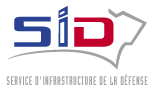 SID
SERVICE D'INFRASTRUCTURE DE LA DÉFENSE